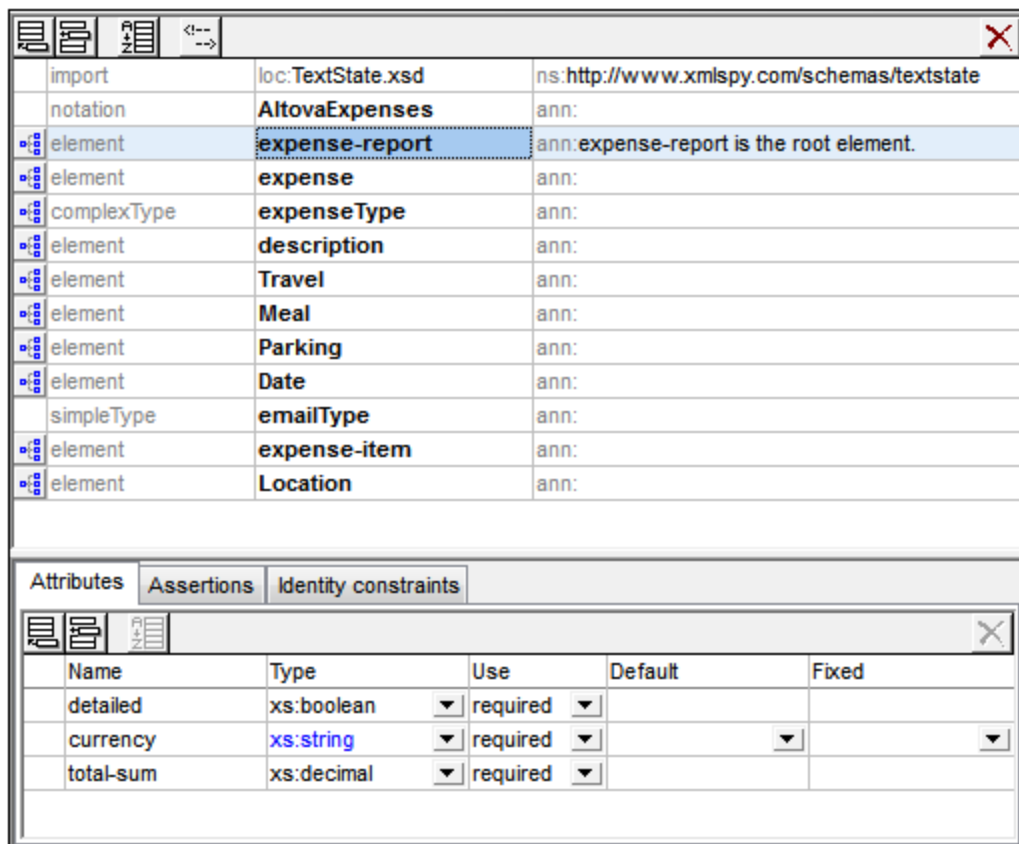 import loc:TextState.xsd ns:http://www.xmlspy.com/schemas/textstate
notation AltovaExpenses ann:
element expense-report ann:expense-report is the root element.
element expense ann:
complexType expenseType ann:
element description ann:
element Travel ann:
element Meal ann:
element Parking ann:
element Date ann:
simpleType emailType ann:
element expense-item ann:
element Location ann:
Attributes Assertions Identity constraints
Name Type Use Default Fixed
detailed xs:boolean required
currency xs:string required
total-sum xs:decimal required